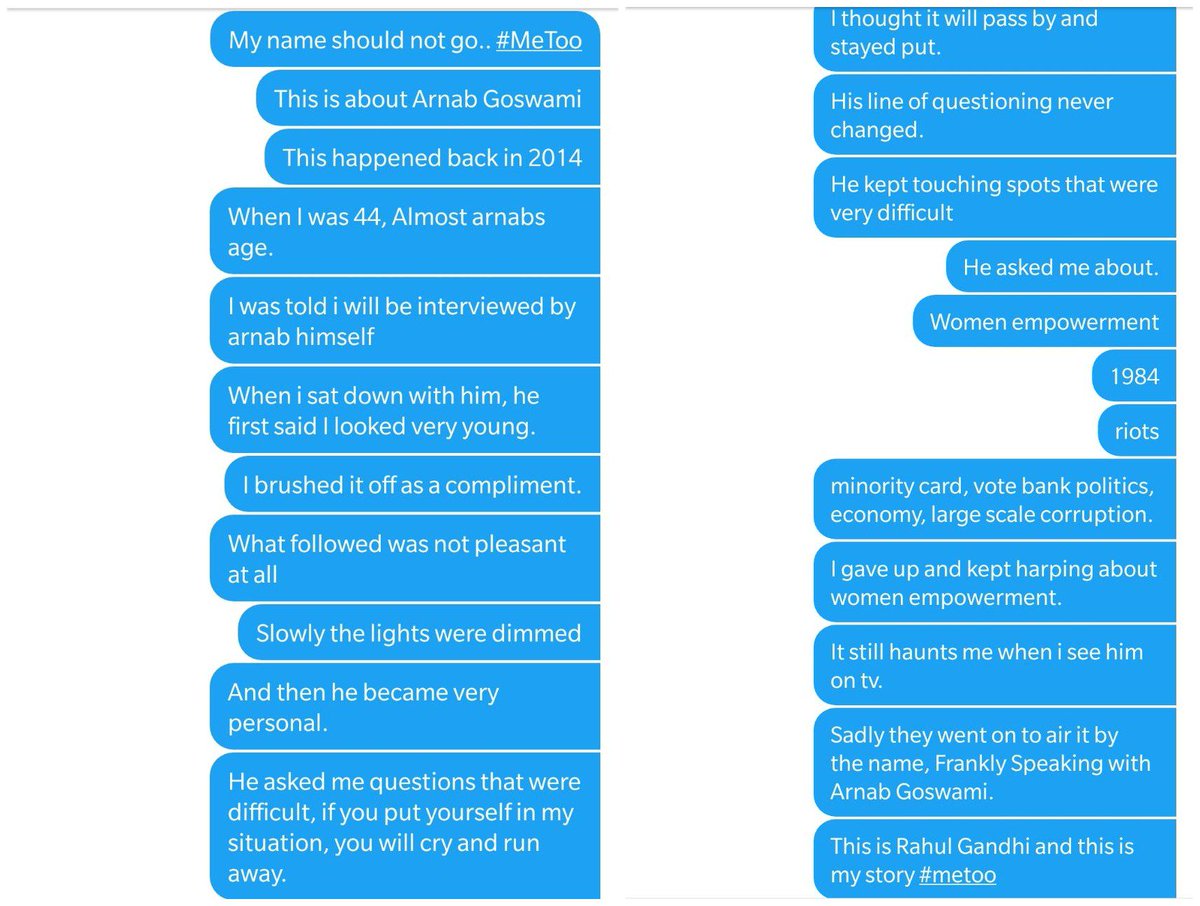 My name should not go.. #MeToo
This is about Arnab Goswami
This happened back in 2014
When I was 44, Almost arnabs
age.
I was told i will be interviewed by
arnab himself
When i sat down with him, he
first said I looked very young.
I brushed it off as a compliment.
What followed was not pleasant
at all
Slowly the lights were dimmed
And then he became very
personal.
He asked me questions that were
difficult, if you put yourself in my
situation, you will cry and run
away.
I thought it will pass by and
stayed put.
His line of questioning never
changed.
He kept touching spots that were
very difficult
He asked me about.
Women empowerment
1984
riots
minority card, vote bank politics,
economy, large scale corruption.
I gave up and kept harping about
women empowerment.
It still haunts me when i see him
on tv.
Sadly they went on to air it by
the name, Frankly Speaking with
Arnab Goswami.
This is Rahul Gandhi and this is
my story #metoo